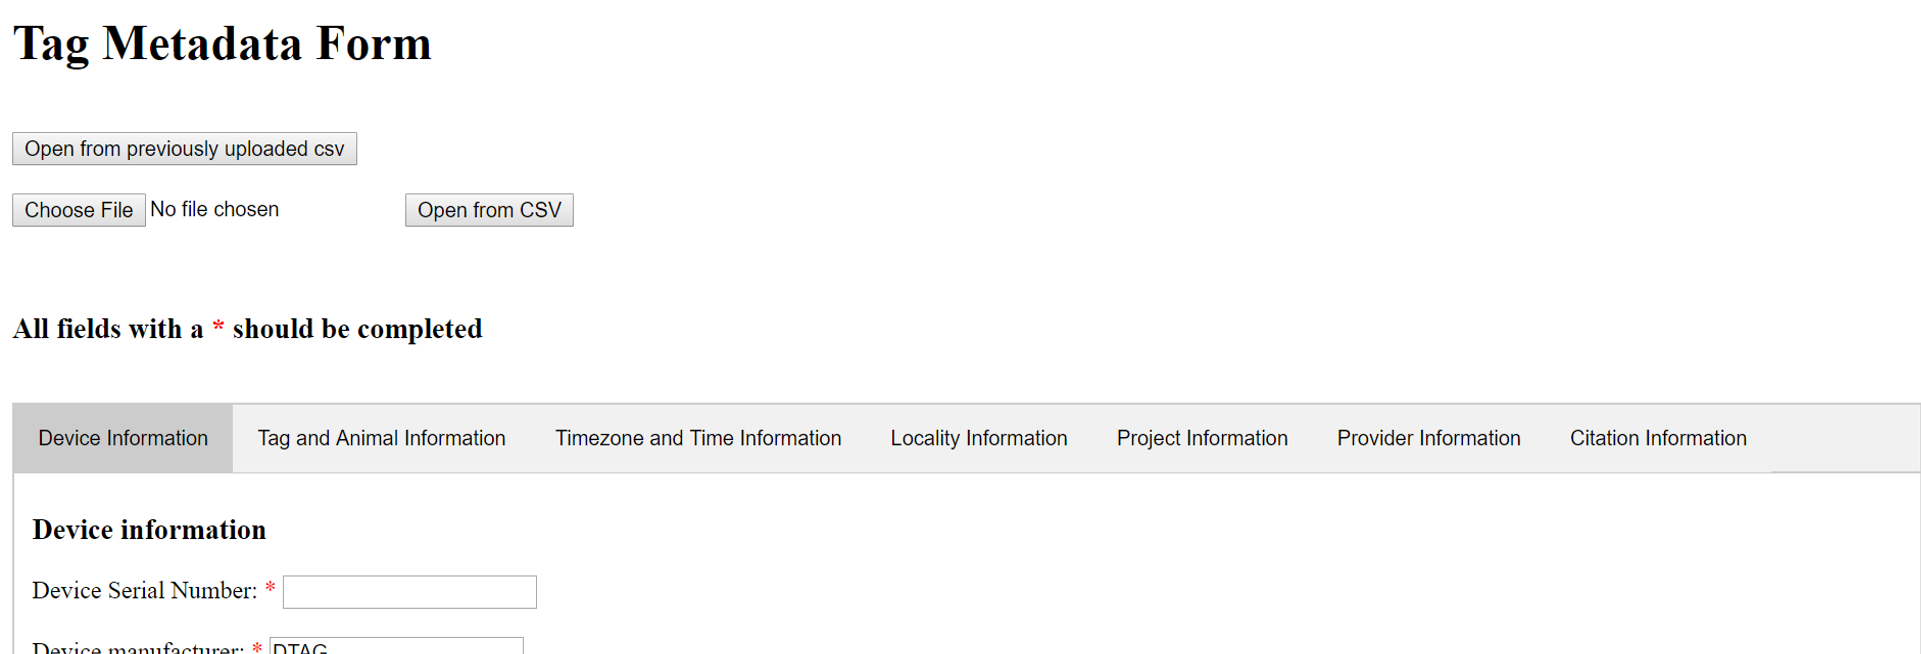 Tag Metadata Form
Open from previously uploaded csv
Choose File No file chosen Open from CSV
All fields with a * should be completed
Device Information Tag and Animal Information Timezone and Time Information Locality Information Project Information Provider Information Citation Information
Device information
Device Serial Number: *
Device manufacturer: * DTAG